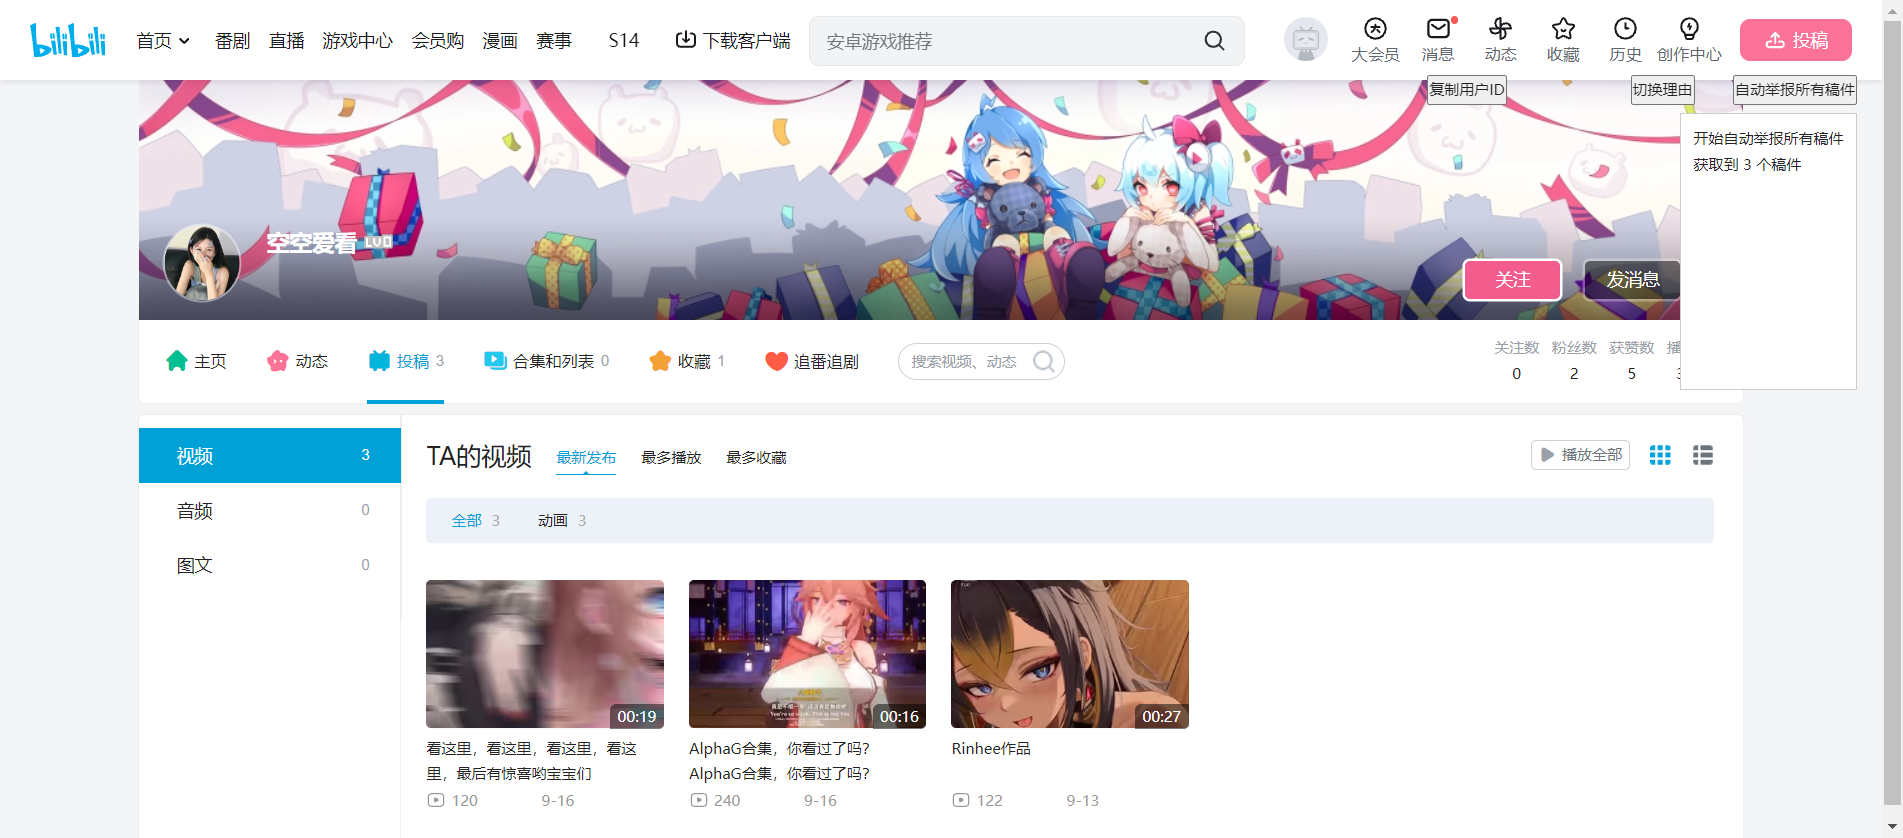 bilibili
首页
番剧
直播
游戏中心
会员购
漫画
赛事
S14
下载客户端
安卓游戏推荐
大会员
消息
动态
收藏
历史
创作中心
投稿
复制用户ID
切换理由
自动举报所有稿件
开始自动举报所有稿件
获取到 3 个稿件
空空爱看 LV0
关注
发消息
主页
动态
投稿 3
合集和列表 0
收藏 1
追番追剧
搜索视频、动态
关注数 粉丝数 获赞数 播
0 2 5
视频 3
音频 0
图文 0
TA的视频
最新发布
最多播放
最多收藏
播放全部
全部 3
动画 3
00:19
看这里，看这里，看这里，看这
里，最后有惊喜哟宝宝们
120 9-16
00:16
AlphaG合集，你看过了吗？
AlphaG合集，你看过了吗？
240 9-16
PLAY
00:27
Rinhee作品
122 9-13